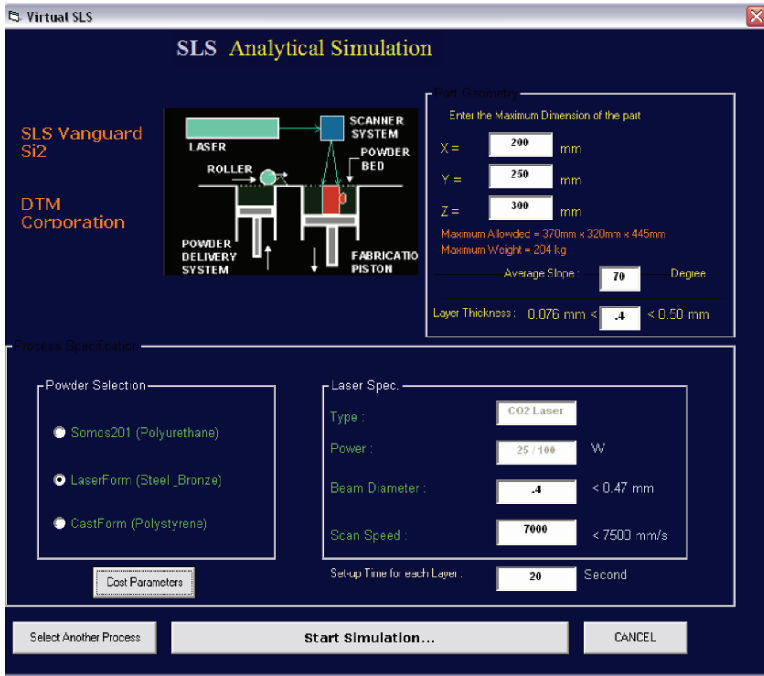 Virtual SLS
SLS Analytical Simulation
SLS Vanguard
Si2
DTM
Corporation
LASER
SCANNER
SYSTEM
ROLLER
POWDER
BED
POWDER
DELIVERY
SYSTEM
FABRICATIO
PISTON
Part Geometry
Enter the Maximum Dimension of the part
X = 200 mm
Y = 250 mm
Z = 300 mm
Maximum Allowded = 370mm x 320mm x 445mm
Maximum Weight = 204 kg
Average Slope : 70 Degree
Layer Thickness : 0.076 mm < .4 < 0.50 mm
Process Specification
Powder Selection
Somos201 (Polyurethane)
LaserForm (Steel_Bronze)
CastForm (Polystyrene)
Cost Parameters
Laser Spec.
Type : CO2 Laser
Power : 25 / 100 W
Beam Diameter : .4 < 0.47 mm
Scan Speed : 7000 < 7500 mm/s
Set-up Time for each Layer : 20 Second
Select Another Process
Start Simulation...
CANCEL